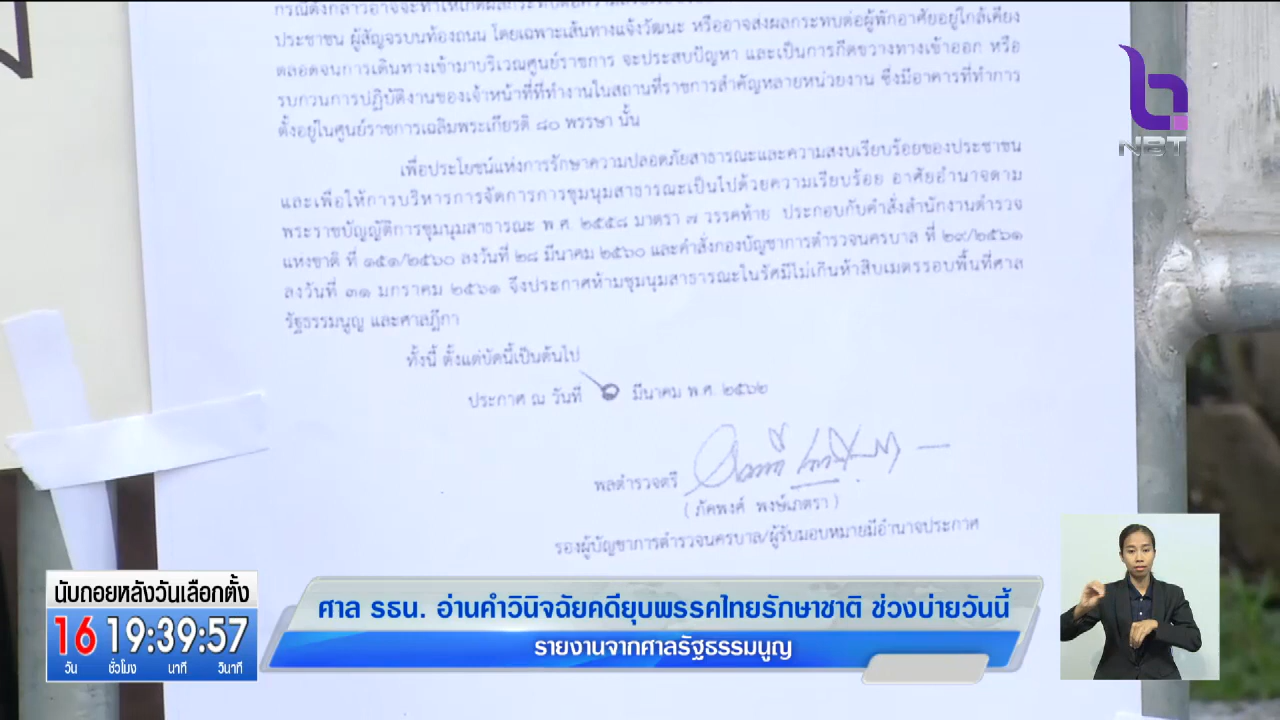 กรณีดังกล่าวอาจจะทำให้เกิดผลกระทบต่อความ
ประชาชน ผู้สัญจรบนท้องถนน โดยเฉพาะเส้นทางแจ้งวัฒนะ หรืออาจส่งผลกระทบต่อผู้พักอาศัยอยู่ใกล้เคียง
ตลอดจนการเดินทางเข้ามาบริเวณศูนย์ราชการ จะประสบปัญหา และเป็นการกีดขวางทางเข้าออก หรือ
รบกวนการปฏิบัติงานของเจ้าหน้าที่ที่ทำงานในสถานที่ราชการสำคัญหลายหน่วยงาน ซึ่งมีอาคารที่ทำการ
ตั้งอยู่ในศูนย์ราชการเฉลิมพระเกียรติ ๘๐ พรรษา นั้น
เพื่อประโยชน์แห่งการรักษาความปลอดภัยสาธารณะและความสงบเรียบร้อยของประชาชน
และเพื่อให้การบริหารการจัดการการชุมนุมสาธารณะเป็นไปด้วยความเรียบร้อย อาศัยอำนาจตาม
พระราชบัญญัติการชุมนุมสาธารณะ พ.ศ. ๒๕๕๘ มาตรา ๗ วรรคท้าย ประกอบกับคำสั่งสำนักงานตำรวจ
แห่งชาติ ที่ ๑๕๑/๒๕๖๐ ลงวันที่ ๒๘ มีนาคม ๒๕๖๐ และคำสั่งกองบัญชาการตำรวจนครบาล ที่ ๒๙/๒๕๖๑
ลงวันที่ ๓๑ มกราคม ๒๕๖๑ จึงประกาศห้ามชุมนุมสาธารณะในรัศมีไม่เกินห้าสิบเมตรรอบพื้นที่ศาล
รัฐธรรมนูญ และศาลฎีกา
ทั้งนี้ ตั้งแต่บัดนี้เป็นต้นไป
ประกาศ ณ วันที่ มีนาคม พ.ศ. ๒๕๖๒
พลตำรวจตรี
( ภัคพงศ์ พงษ์เภตรา )
รองผู้บัญชาการตำรวจนครบาล/ผู้รับมอบหมายมีอำนาจประกาศ
NBT
นับถอยหลังวันเลือกตั้ง
16 19:39:57
วัน ชั่วโมง นาที วินาที
ศาล รธน. อ่านคำวินิจฉัยคดียุบพรรคไทยรักษาชาติ ช่วงบ่ายวันนี้
รายงานจากศาลรัฐธรรมนูญ